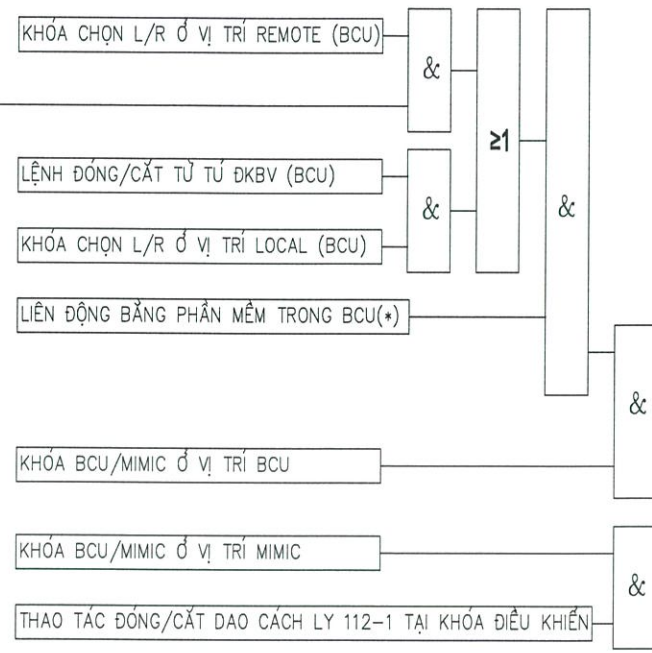 KHÓA CHỌN L/R Ở VỊ TRÍ REMOTE (BCU)
&
≥1
LỆNH ĐÓNG/CẮT TỪ TỦ ĐKBV (BCU)
&
&
KHÓA CHỌN L/R Ở VỊ TRÍ LOCAL (BCU)
LIÊN ĐỘNG BẰNG PHẦN MỀM TRONG BCU(*)
&
KHÓA BCU/MIMIC Ở VỊ TRÍ BCU
KHÓA BCU/MIMIC Ở VỊ TRÍ MIMIC
&
THAO TÁC ĐÓNG/CẮT DAO CÁCH LY 112-1 TẠI KHÓA ĐIỀU KHIỂN